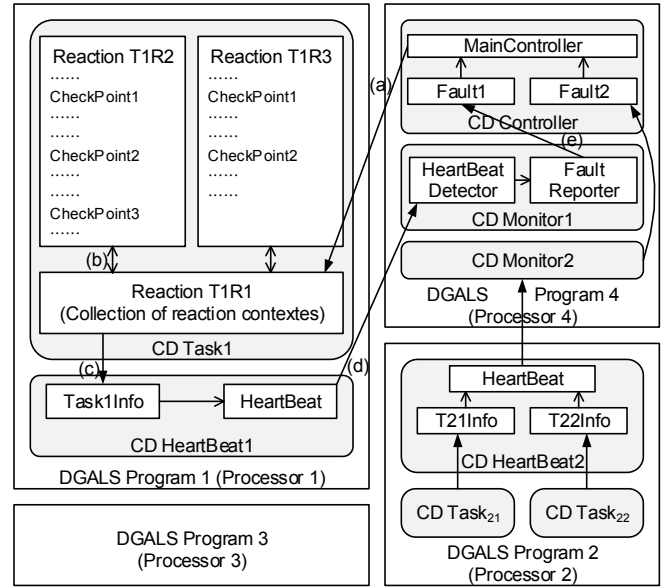 Reaction T1R2
......
CheckPoint1
......
......
CheckPoint2
......
......
CheckPoint3
......
Reaction T1R3
......
CheckPoint1
......
......
CheckPoint2
......
......
(b)
Reaction T1R1
(Collection of reaction contextes)
CD Task1
(c)
Task1Info
HeartBeat
CD HeartBeat1
DGALS Program 1 (Processor 1)
DGALS Program 3
(Processor 3)
(a)
(d)
MainController
Fault1
Fault2
CD Controller
(e)
HeartBeat
Detector
Fault
Reporter
CD Monitor1
CD Monitor2
DGALS Program 4
(Processor 4)
HeartBeat
T21Info
T22Info
CD HeartBeat2
CD Task21
CD Task22
DGALS Program 2
(Processor 2)